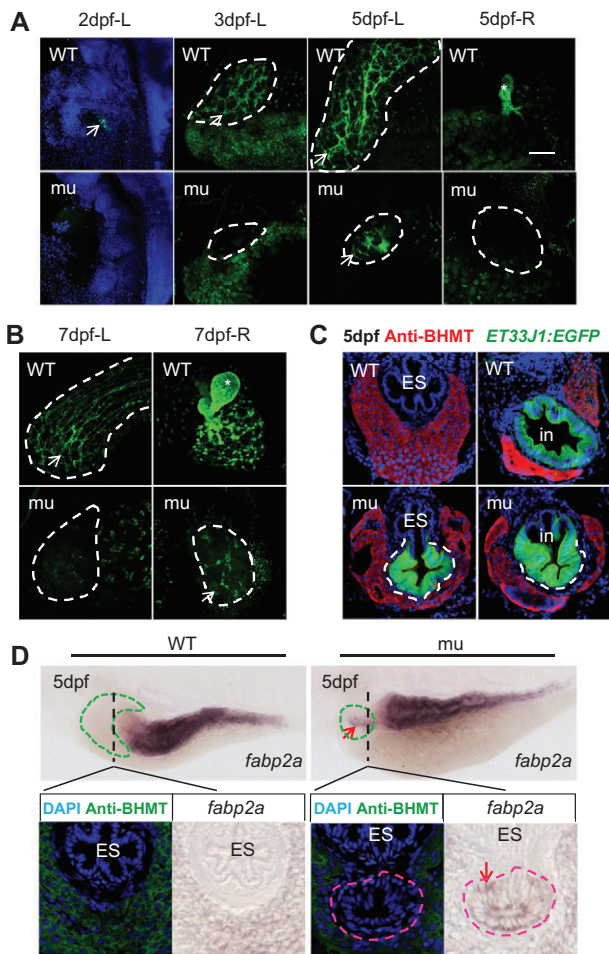 A
2dpf-L 3dpf-L 5dpf-L 5dpf-R
WT WT WT WT
*
mu mu mu mu
B
7dpf-L 7dpf-R
WT WT
*
mu mu
C
5dpf Anti-BHMT ET33J1:EGFP
WT WT
ES in
mu mu
ES in
D
WT mu
5dpf 5dpf
fabp2a fabp2a
DAPI Anti-BHMT fabp2a DAPI Anti-BHMT fabp2a
ES ES ES ES